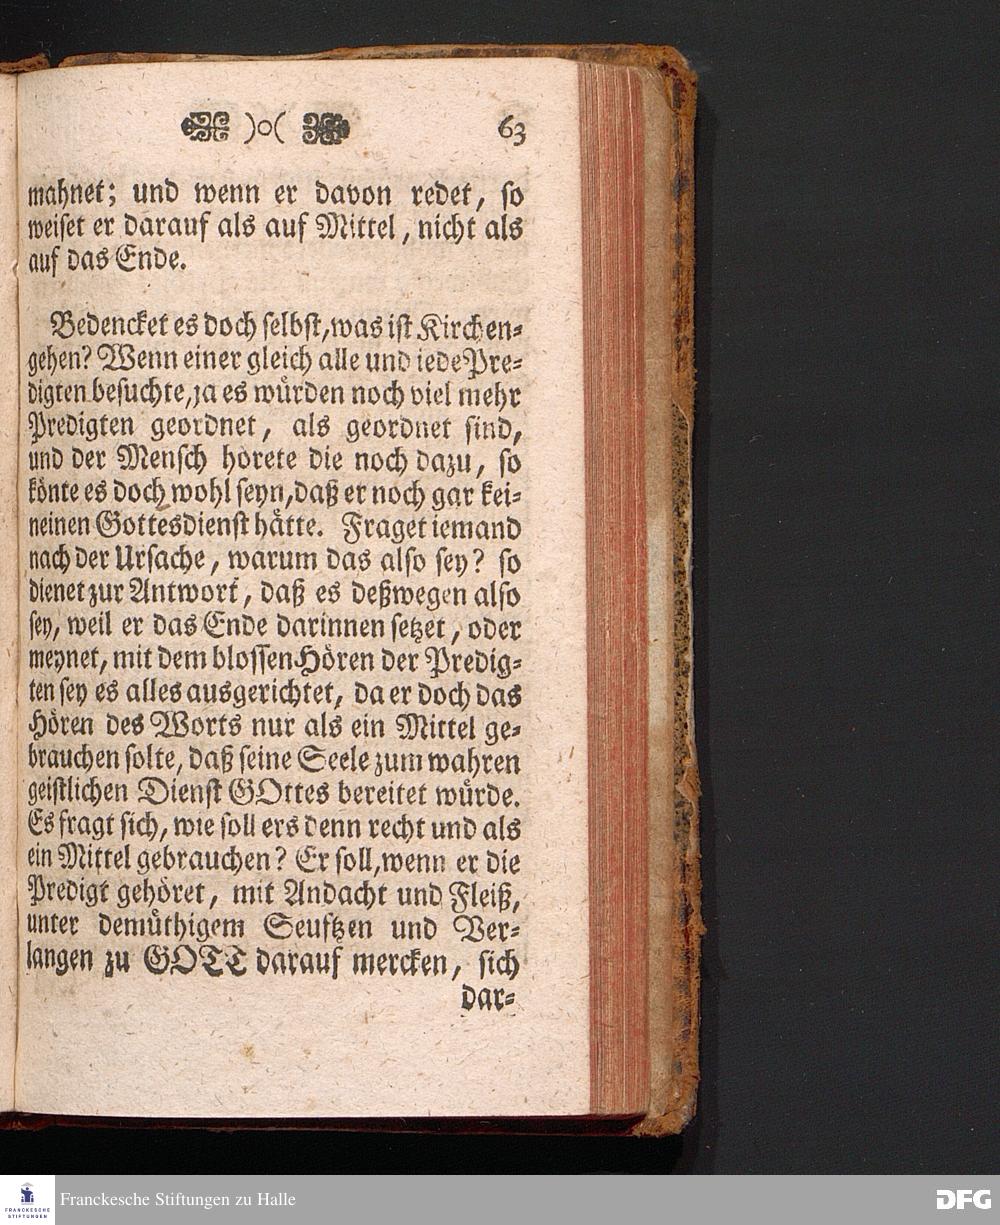 )o( 63
mahnet; und wenn er davon redet, so
weiset er darauf als auf Mittel, nicht als
auf das Ende.
Bedencket es doch selbst, was ist Kirchen-
gehen? Wenn einer gleich alle und iede Pre-
digten besuchte, ja es würden noch viel mehr
Predigten geordnet, als geordnet sind,
und der Mensch hörete die noch dazu, so
könte es doch wohl seyn, daß er noch gar kei-
neinen Gottesdienst hätte. Fraget iemand
nach der Ursache, warum das also sey? so
dienet zur Antwort, daß es deßwegen also
sey, weil er das Ende darinnen setzet, oder
meynet, mit dem blossen Hören der Predig-
ten sey es alles ausgerichtet, da er doch das
Hören des Worts nur als ein Mittel ge-
brauchen solte, daß seine Seele zum wahren
geistlichen Dienst GOttes bereitet würde.
Es fragt sich, wie soll ers denn recht und als
ein Mittel gebrauchen? Er soll, wenn er die
Predigt gehöret, mit Andacht und Fleiß,
unter demüthigem Seuftzen und Ver-
langen zu GOTT darauf mercken, sich
dar-
FRANCKESCHE
STIFTUNGEN
Franckesche Stiftungen zu Halle
DFG